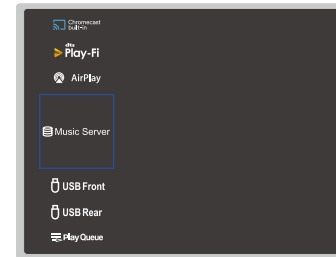 Chromecast
built-in
dts
Play-Fi
AirPlay
Music Server
USB Front
USB Rear
Play Queue